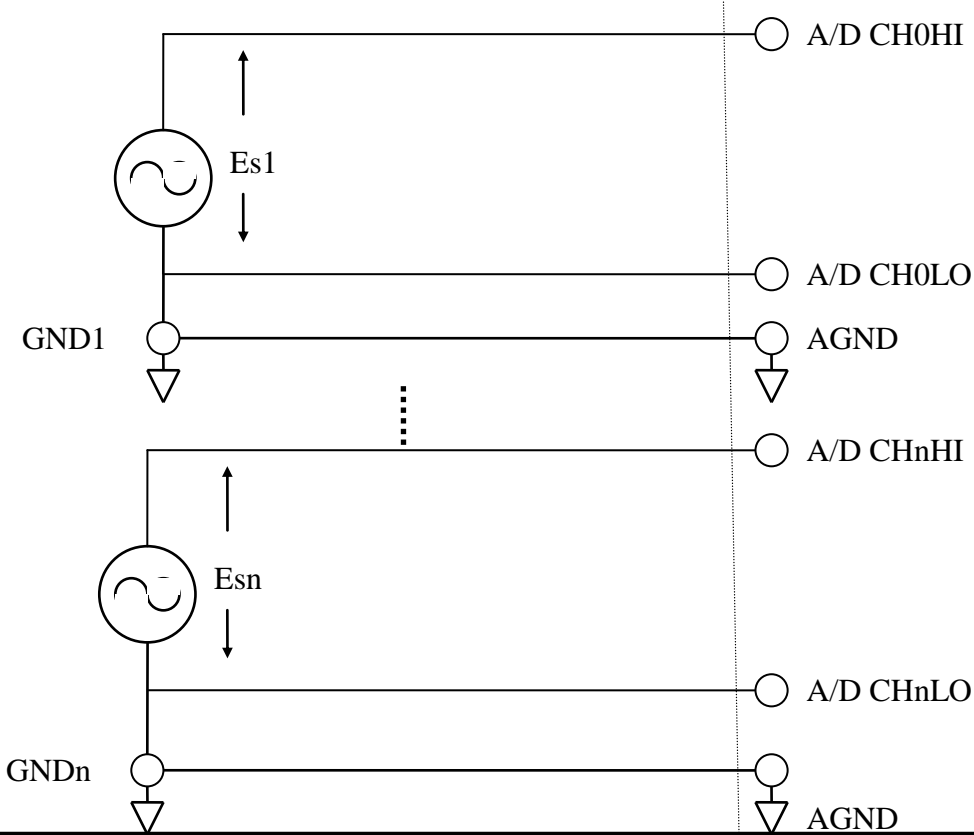 A/D CH0HI
Es1
A/D CH0LO
GND1
AGND
A/D CHnHI
Esn
A/D CHnLO
GNDn
AGND